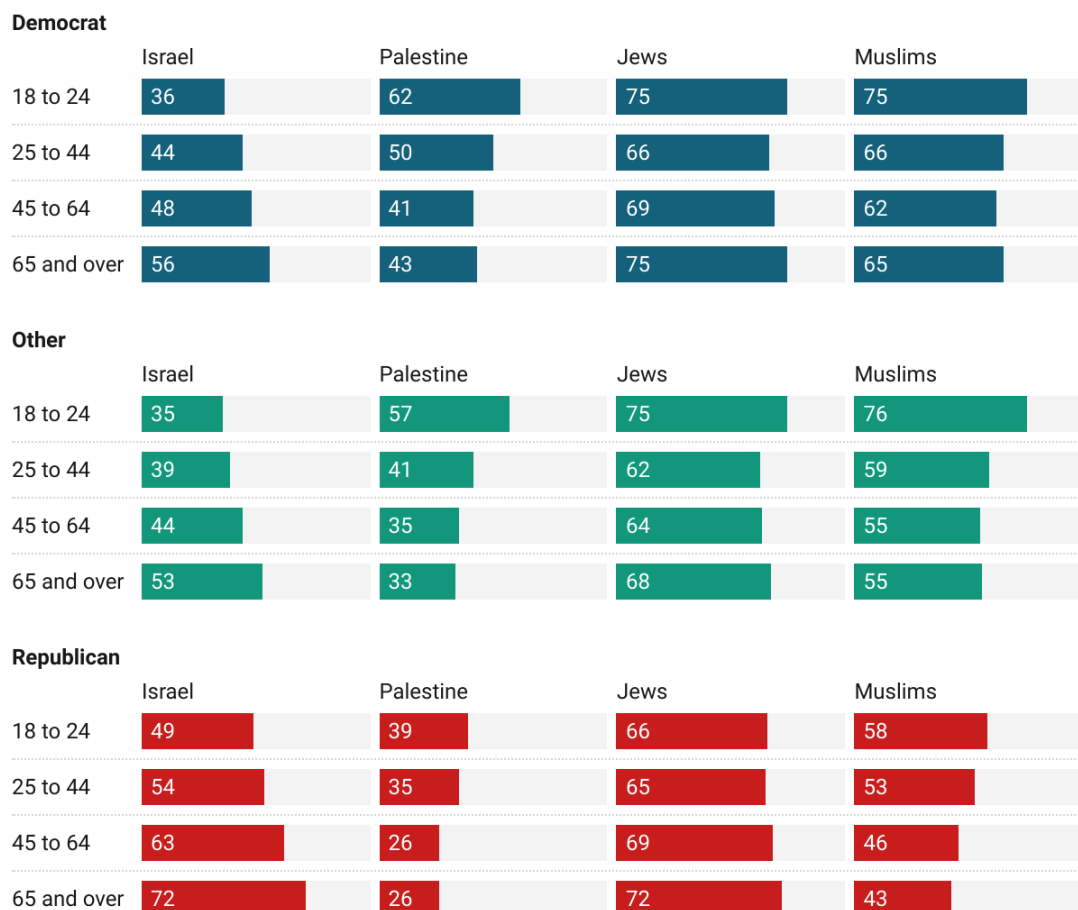 Democrat
Israel Palestine Jews Muslims
18 to 24 36 62 75 75
25 to 44 44 50 66 66
45 to 64 48 41 69 62
65 and over 56 43 75 65
Other
Israel Palestine Jews Muslims
18 to 24 35 57 75 76
25 to 44 39 41 62 59
45 to 64 44 35 64 55
65 and over 53 33 68 55
Republican
Israel Palestine Jews Muslims
18 to 24 49 39 66 58
25 to 44 54 35 65 53
45 to 64 63 26 69 46
65 and over 72 26 72 43